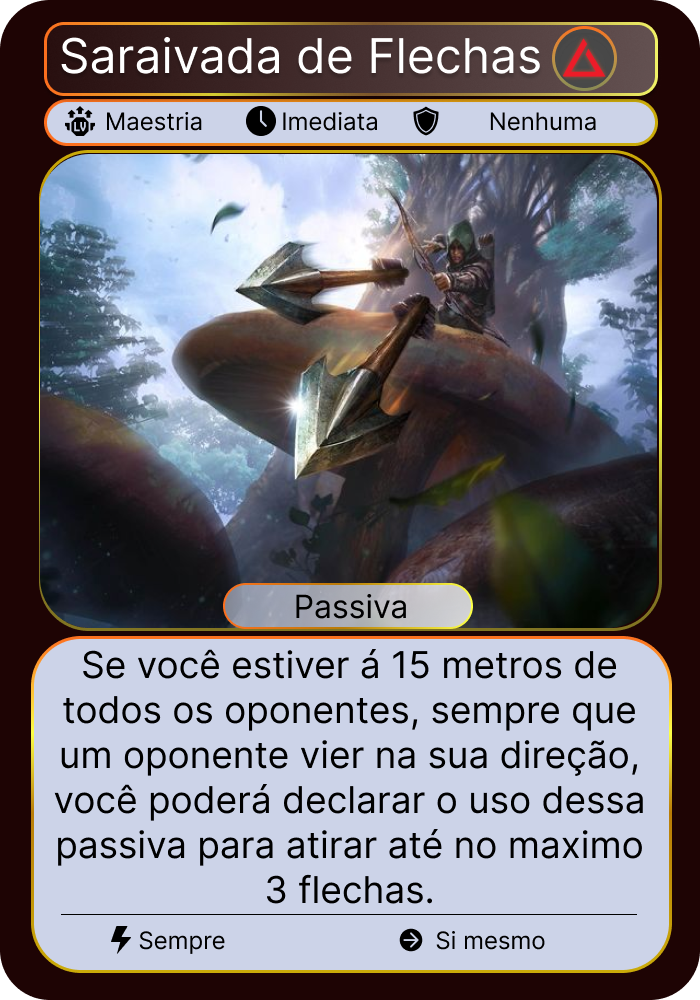 Saraivada de Flechas
LV Maestria Imediata Nenhuma
Passiva
Se você estiver á 15 metros de
todos os oponentes, sempre que
um oponente vier na sua direção,
você poderá declarar o uso dessa
passiva para atirar até no maximo
3 flechas.
Sempre Si mesmo